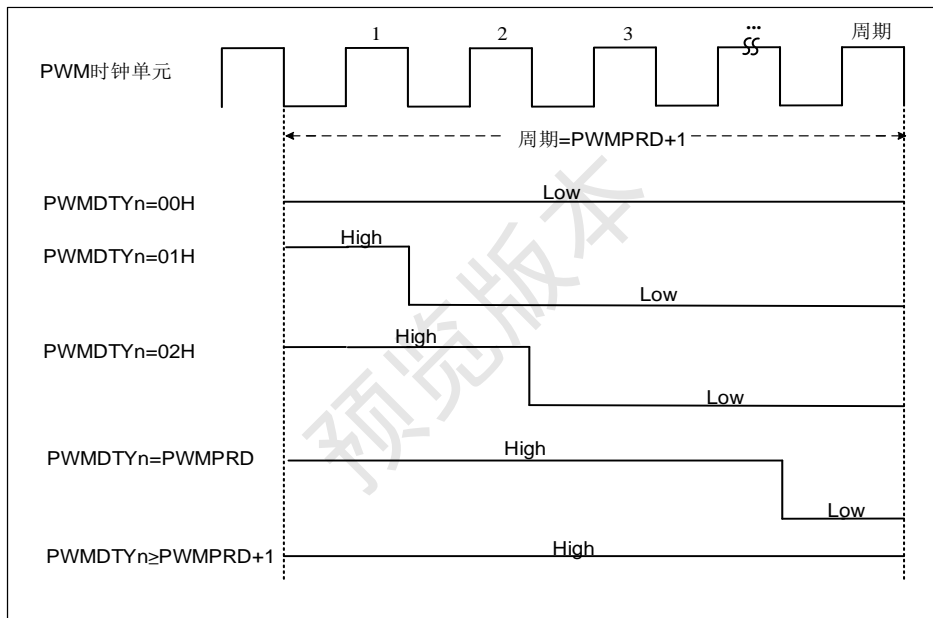 1
2
3
...
周期
PWM时钟单元
周期=PWMPRD+1
PWMDTYn=00H
Low
PWMDTYn=01H
High
Low
PWMDTYn=02H
High
Low
PWMDTYn=PWMPRD
High
Low
PWMDTYn≥PWMPRD+1
High
预览版本